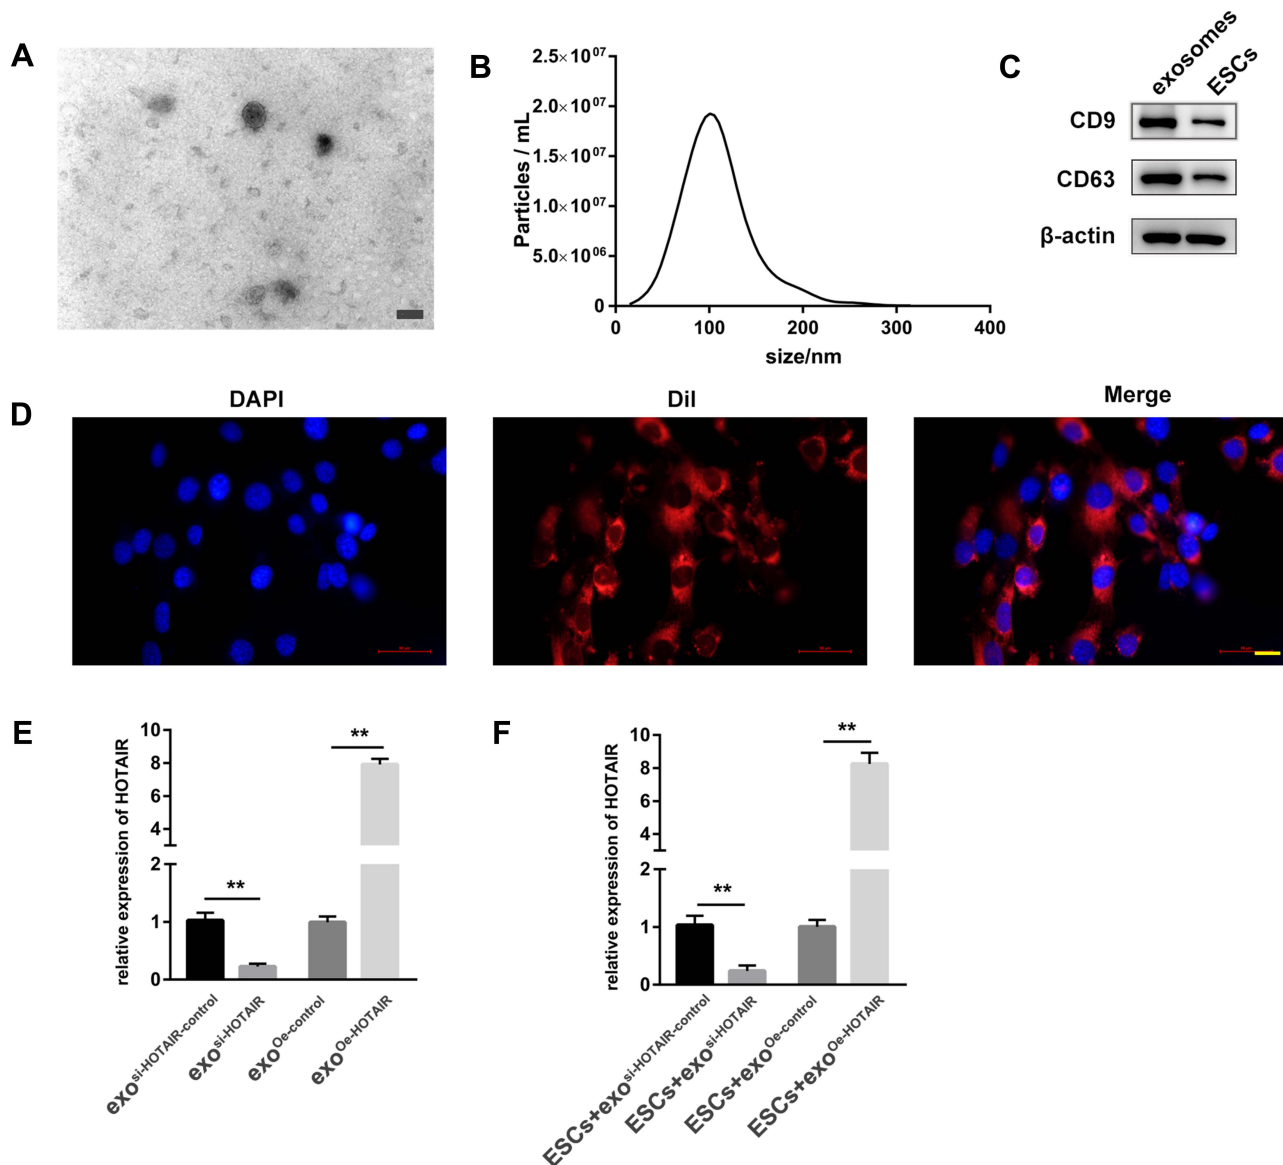 A
B
2.5×10⁰⁷
2.0×10⁰⁷
1.5×10⁰⁷
1.0×10⁰⁷
5.0×10⁰⁶
0
Particles / mL
0 100 200 300 400
size/nm
C
exosomes ESCs
CD9
CD63
β-actin
D
DAPI
DiI
Merge
E
relative expression of HOTAIR
10
8
6
4
2
1
0
**
**
exo^si-HOTAIR-control
exo^si-HOTAIR
exo^Oe-control
exo^Oe-HOTAIR
F
relative expression of HOTAIR
10
8
6
4
2
1
0
**
**
ESCs+exo^si-HOTAIR-control
ESCs+exo^si-HOTAIR
ESCs+exo^Oe-control
ESCs+exo^Oe-HOTAIR